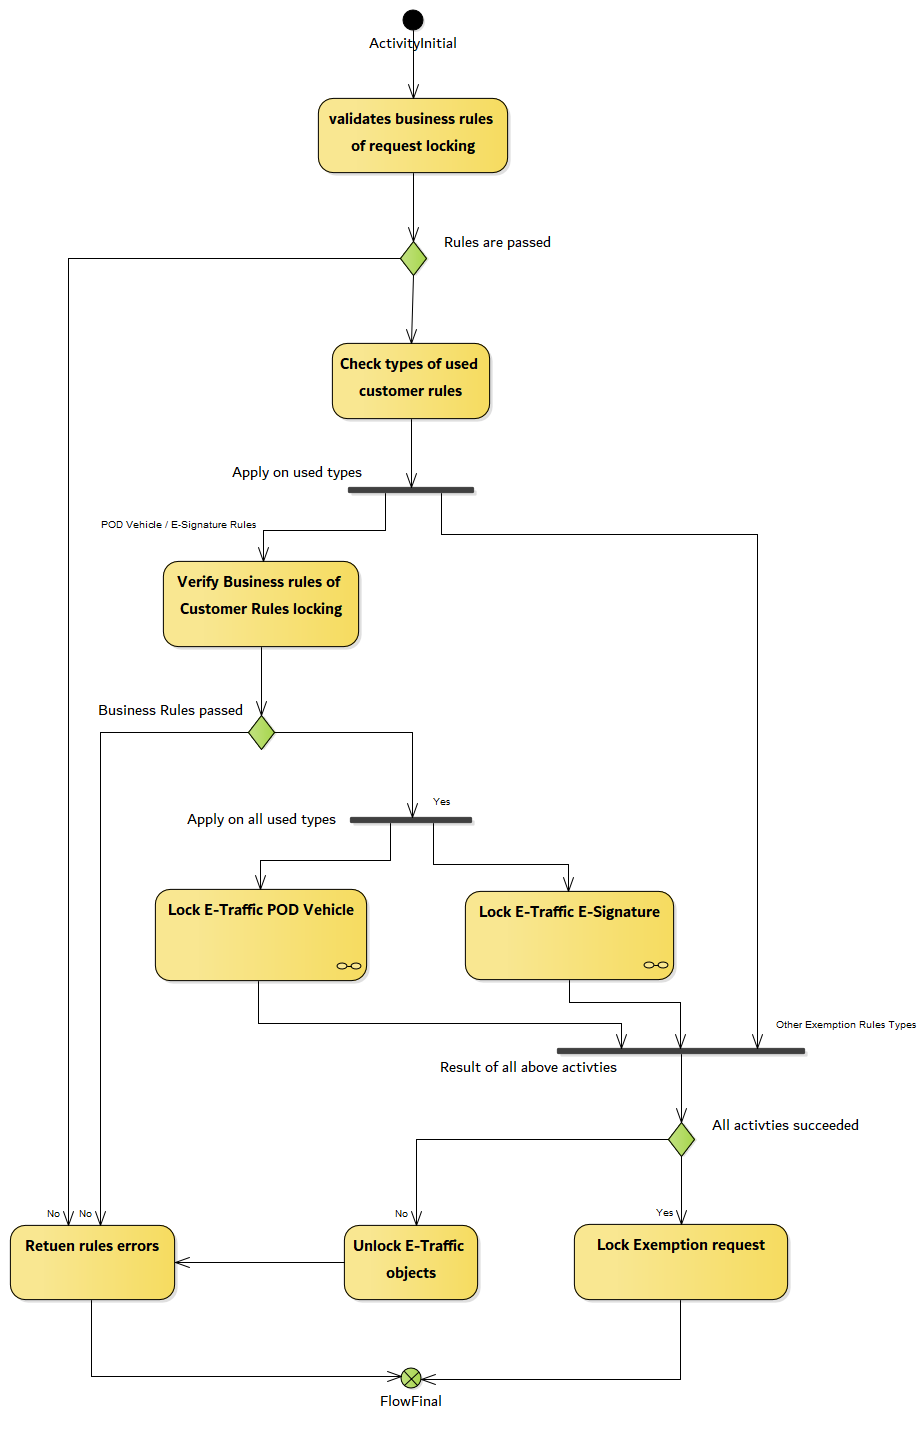 ActivityInitial
validates business rules
of request locking
Rules are passed
Check types of used
customer rules
Apply on used types
POD Vehicle / E-Signature Rules
Verify Business rules of
Customer Rules locking
Business Rules passed
Yes
Apply on all used types
Lock E-Traffic POD Vehicle
Lock E-Traffic E-Signature
Other Exemption Rules Types
Result of all above activties
All activties succeeded
No
No
No
Yes
Retuen rules errors
Unlock E-Traffic
objects
Lock Exemption request
FlowFinal